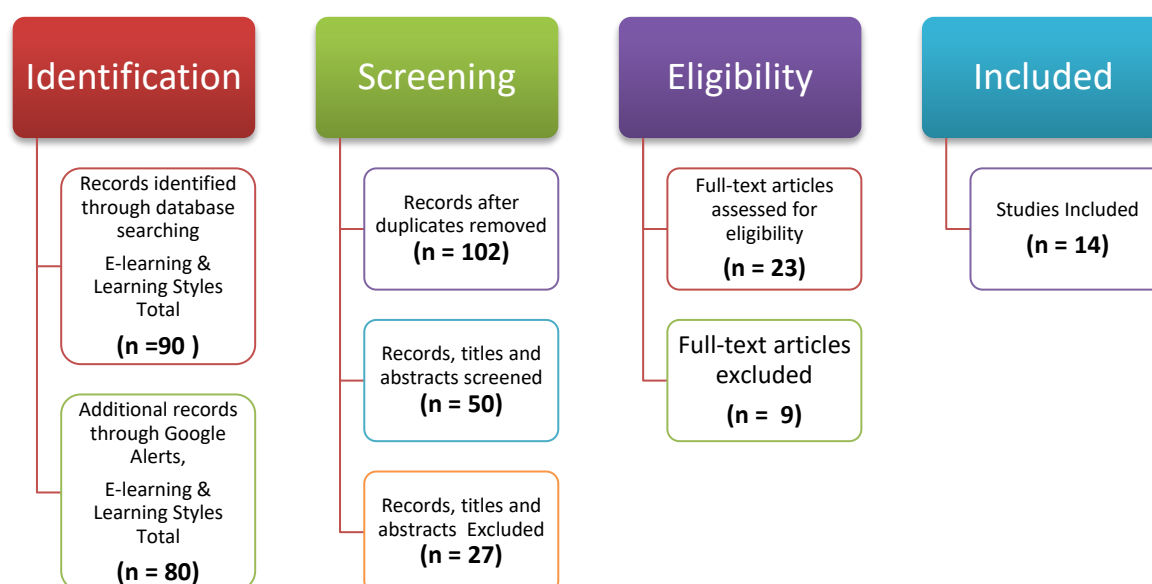 Identification
Records identified
through database
searching
E-learning &
Learning Styles
Total
(n =90 )
Additional records
through Google
Alerts,
E-learning &
Learning Styles
Total
(n = 80)
Screening
Records after
duplicates removed
(n = 102)
Records, titles and
abstracts screened
(n = 50)
Records, titles and
abstracts Excluded
(n = 27)
Eligibility
Full-text articles
assessed for
eligibility
(n = 23)
Full-text articles
excluded
(n = 9)
Included
Studies Included
(n = 14)